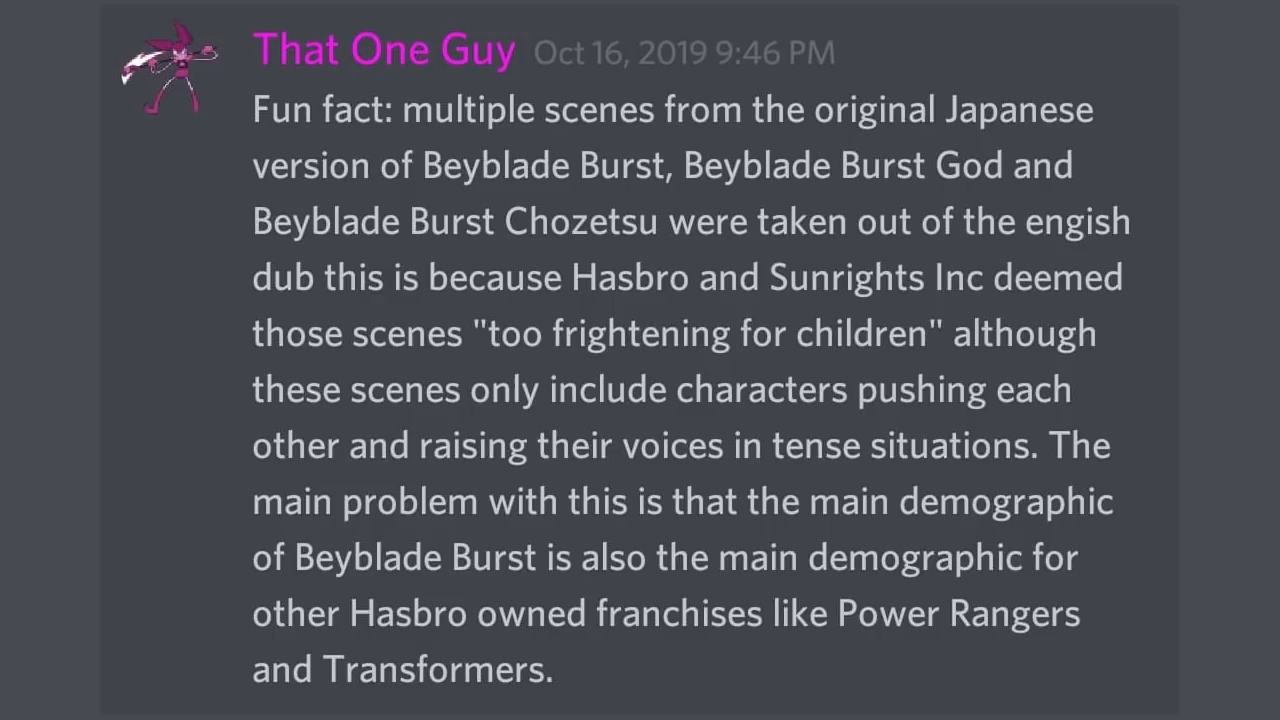 That One Guy Oct 16, 2019 9:46 PM
Fun fact: multiple scenes from the original Japanese
version of Beyblade Burst, Beyblade Burst God and
Beyblade Burst Chozetsu were taken out of the engish
dub this is because Hasbro and Sunrights Inc deemed
those scenes "too frightening for children" although
these scenes only include characters pushing each
other and raising their voices in tense situations. The
main problem with this is that the main demographic
of Beyblade Burst is also the main demographic for
other Hasbro owned franchises like Power Rangers
and Transformers.